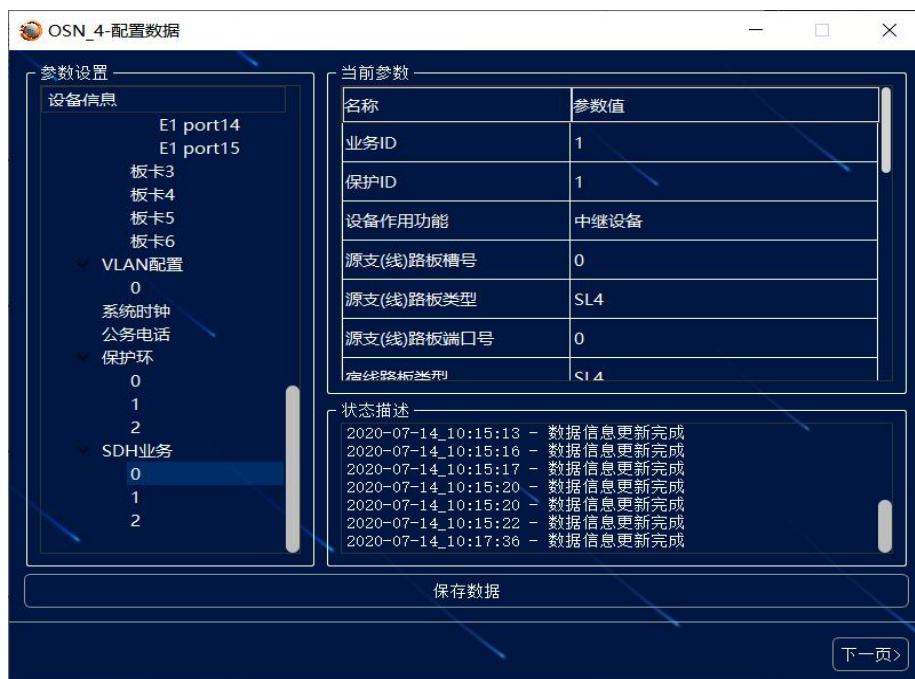 OSN_4-配置数据
参数设置
设备信息
E1 port14
E1 port15
板卡3
板卡4
板卡5
板卡6
VLAN配置
0
系统时钟
公务电话
保护环
0
1
2
SDH业务
0
1
2
当前参数
名称 参数值
业务ID 1
保护ID 1
设备作用功能 中继设备
源支(线)路板槽号 0
源支(线)路板类型 SL4
源支(线)路板端口号 0
宿线路板类型 SL4
状态描述
2020-07-14_10:15:13 - 数据信息更新完成
2020-07-14_10:15:16 - 数据信息更新完成
2020-07-14_10:15:17 - 数据信息更新完成
2020-07-14_10:15:20 - 数据信息更新完成
2020-07-14_10:15:20 - 数据信息更新完成
2020-07-14_10:15:22 - 数据信息更新完成
2020-07-14_10:17:36 - 数据信息更新完成
保存数据
下一页>